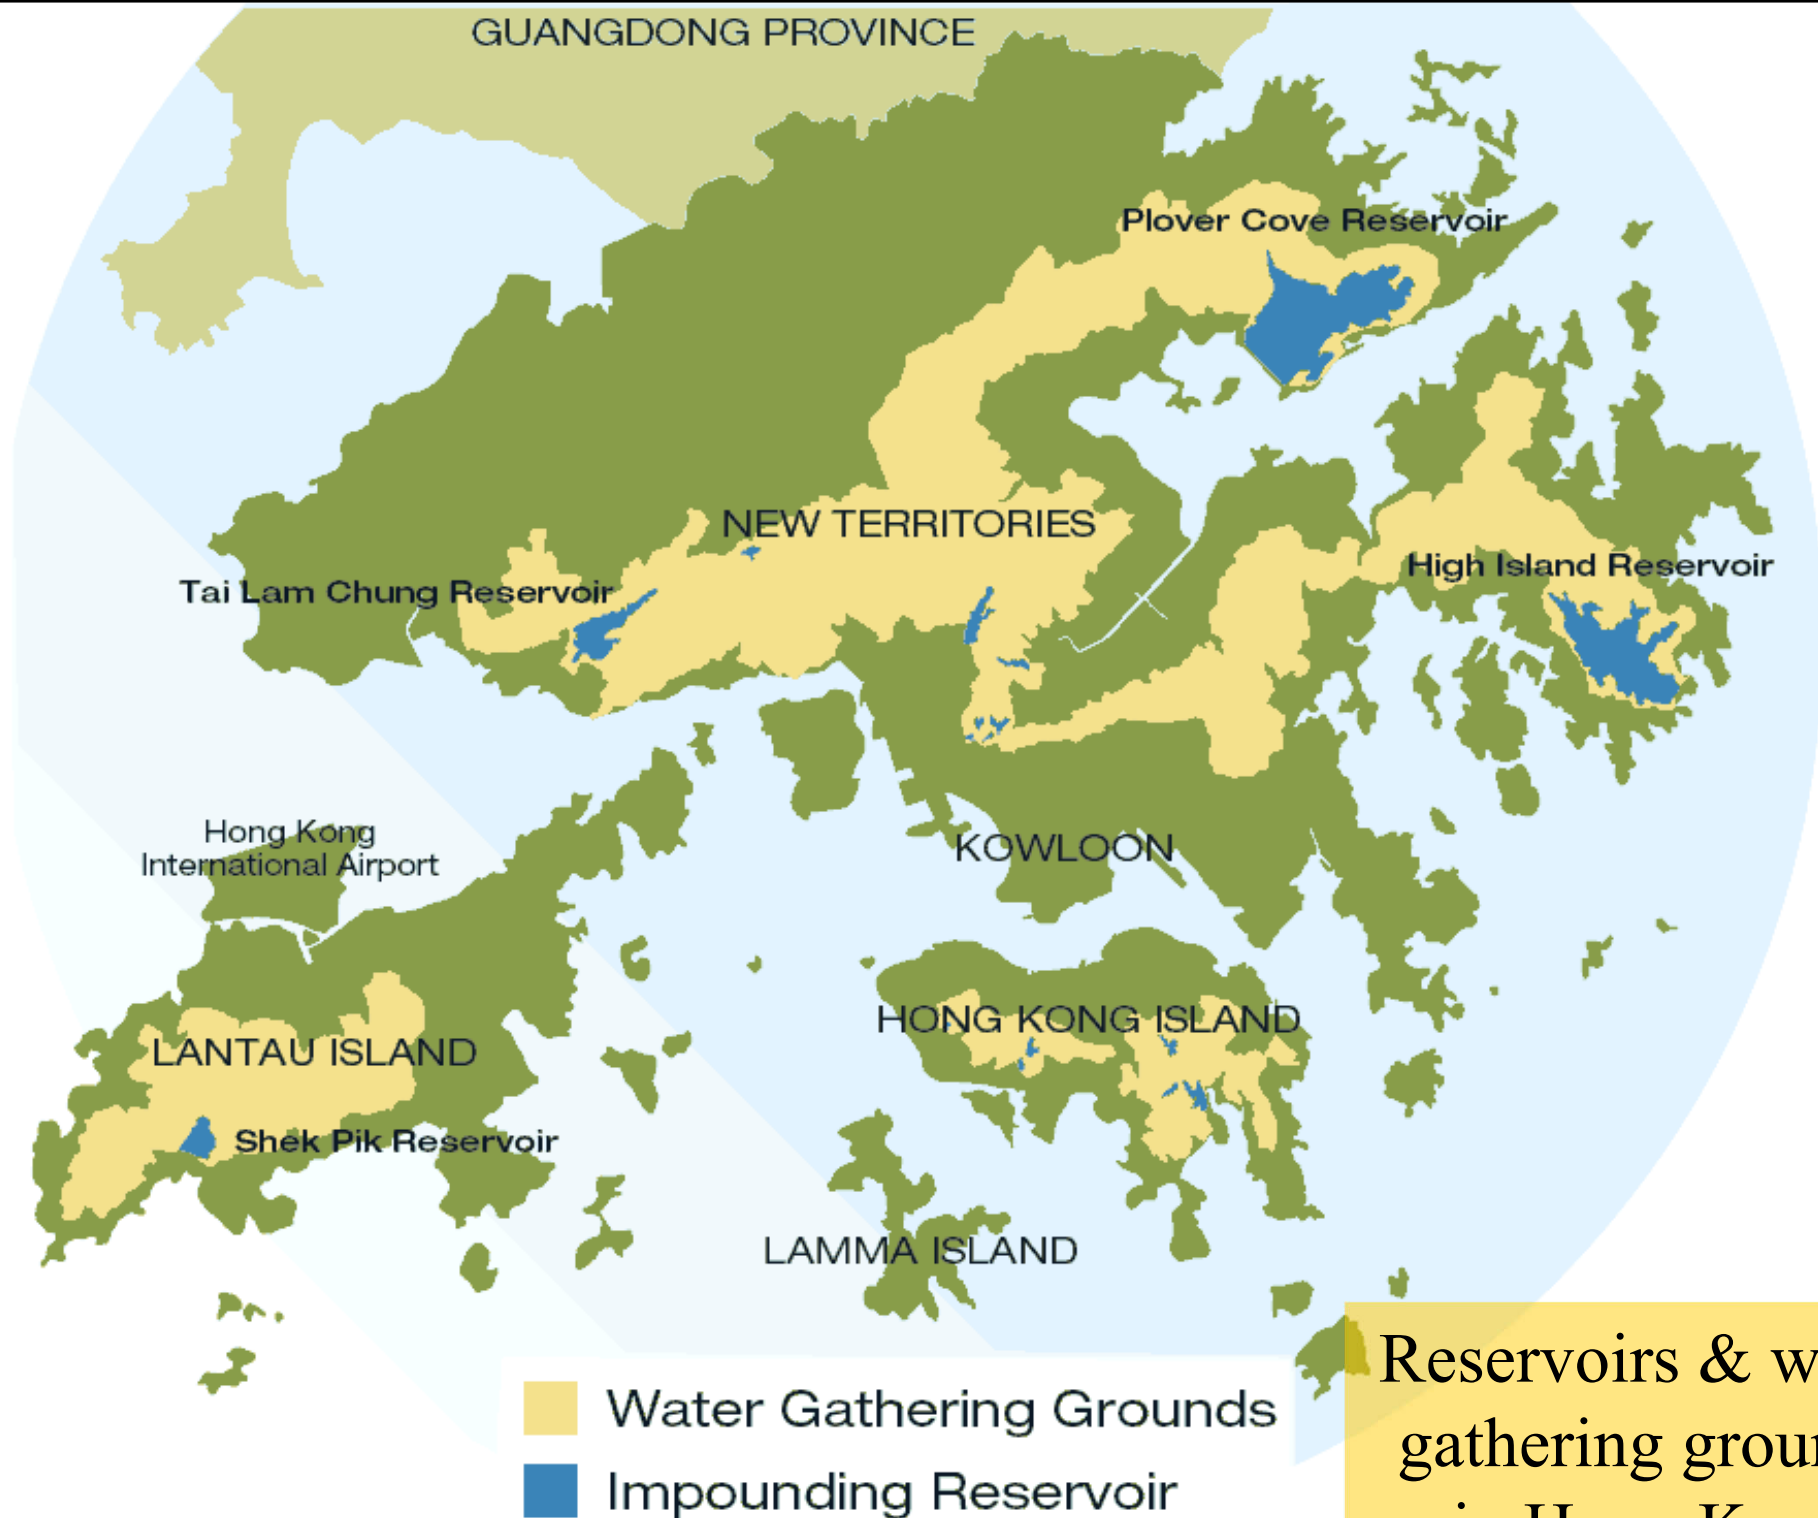 GUANGDONG PROVINCE
Plover Cove Reservoir
NEW TERRITORIES
High Island Reservoir
Tai Lam Chung Reservoir
Hong Kong
International Airport
KOWLOON
HONG KONG ISLAND
LANTAU ISLAND
Shek Pik Reservoir
LAMMA ISLAND
Water Gathering Grounds
Impounding Reservoir
Reservoirs &
gathering